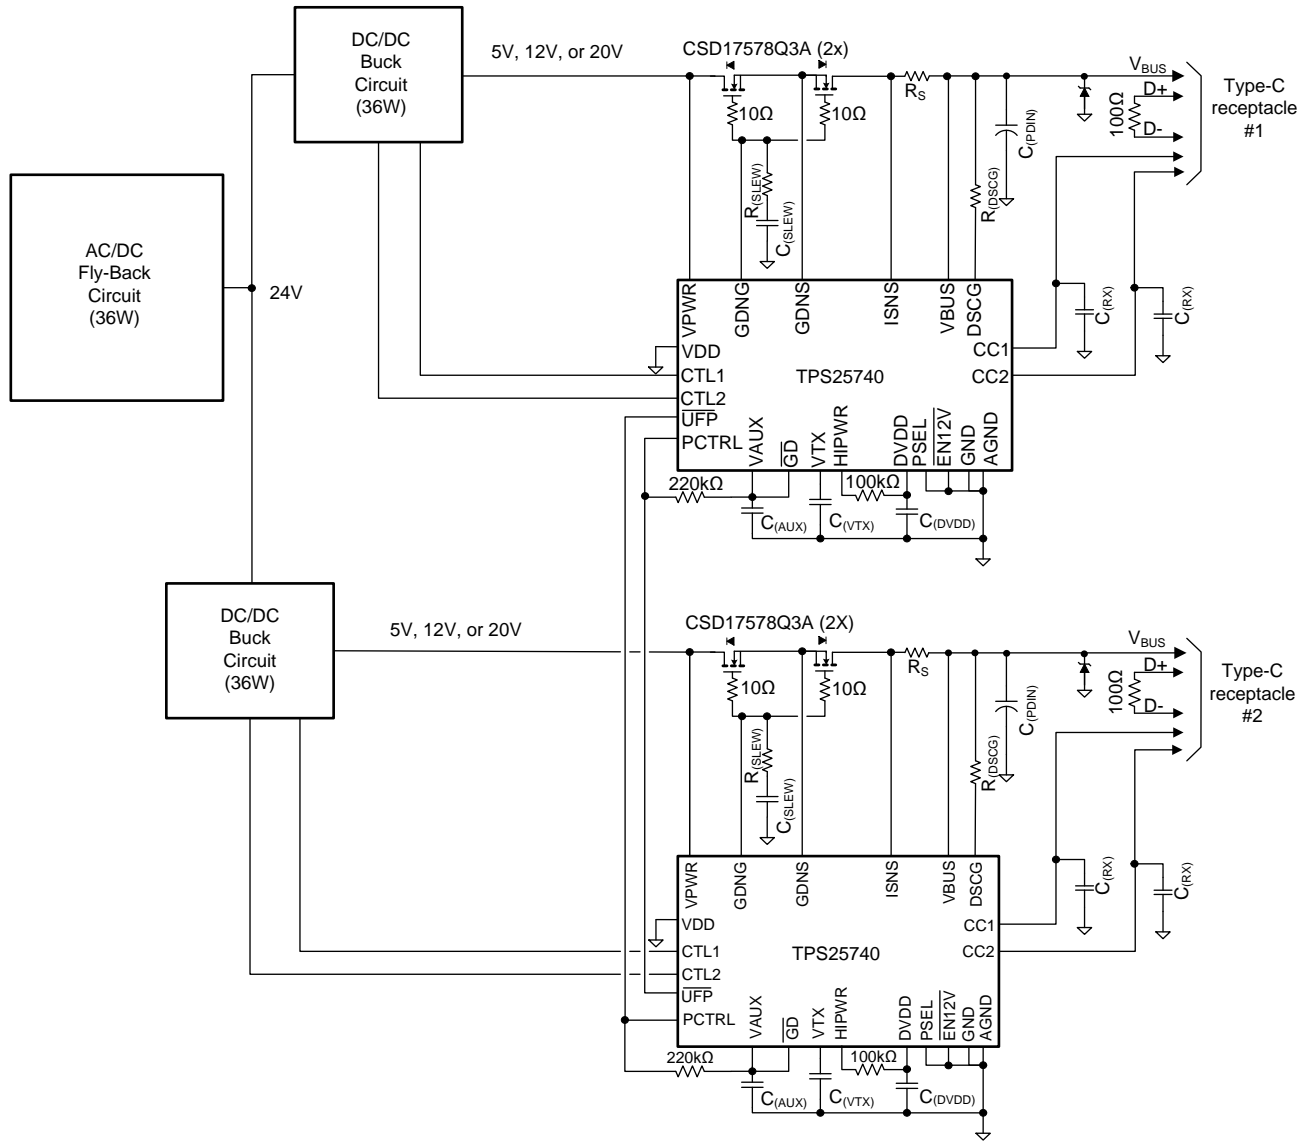 DC/DC
Buck
Circuit
(36W)
5V, 12V, or 20V
CSD17578Q3A (2x)
10Ω
10Ω
R(SLEW)
C(SLEW)
RS
R(DSCG)
C(PDIN)
VBUS
D+
100Ω
D-
Type-C
receptacle
#1
AC/DC
Fly-Back
Circuit
(36W)
24V
VPWR
GDNG
GDNS
ISNS
VBUS
DSCG
C(RX)
C(RX)
VDD
CTL1
CTL2
UFP
PCTRL
TPS25740
CC1
CC2
VAUX
GD
VTX
HIPWR
DVDD
PSEL
EN12V
GND
AGND
220kΩ
100kΩ
C(AUX)
C(VTX)
C(DVDD)
DC/DC
Buck
Circuit
(36W)
5V, 12V, or 20V
CSD17578Q3A (2X)
10Ω
10Ω
R(SLEW)
C(SLEW)
RS
R(DSCG)
C(PDIN)
VBUS
D+
100Ω
D-
Type-C
receptacle
#2
VPWR
GDNG
GDNS
ISNS
VBUS
DSCG
C(RX)
C(RX)
VDD
CTL1
CTL2
UFP
PCTRL
TPS25740
CC1
CC2
VAUX
GD
VTX
HIPWR
DVDD
PSEL
EN12V
GND
AGND
220kΩ
100kΩ
C(AUX)
C(VTX)
C(DVDD)